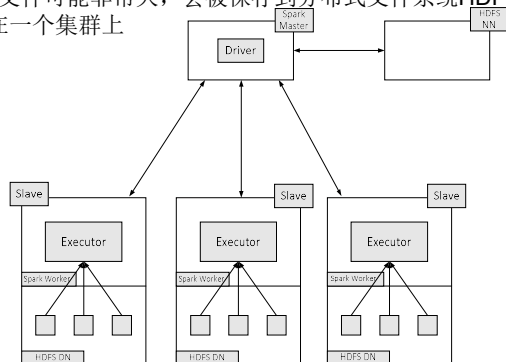 文件可能非常大，会被保存到分布式文件系统HDF
在一个集群上
Spark
Master
HDFS
NN
Driver
Slave
Slave
Slave
Executor
Executor
Executor
Spark Worker
Spark Worker
Spark Worker
HDFS DN
HDFS DN
HDFS DN